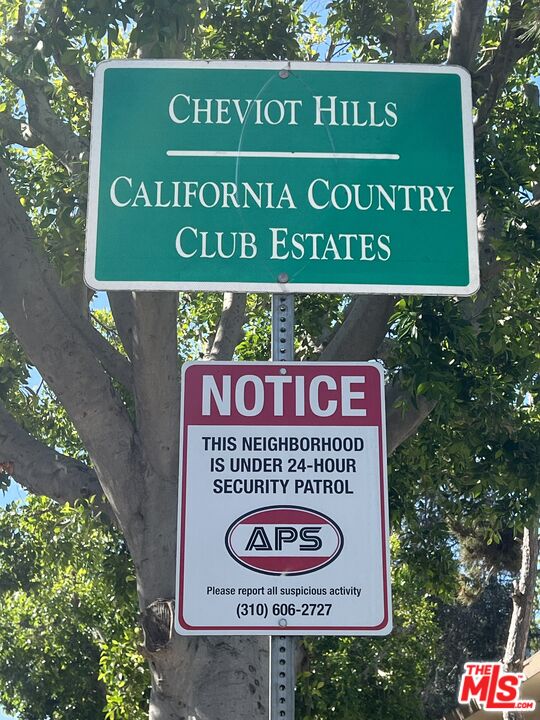 CHEVIOT HILLS
CALIFORNIA COUNTRY
CLUB ESTATES
NOTICE
THIS NEIGHBORHOOD
IS UNDER 24-HOUR
SECURITY PATROL
APS
Please report all suspicious activity
(310) 606-2727
THE
MLS